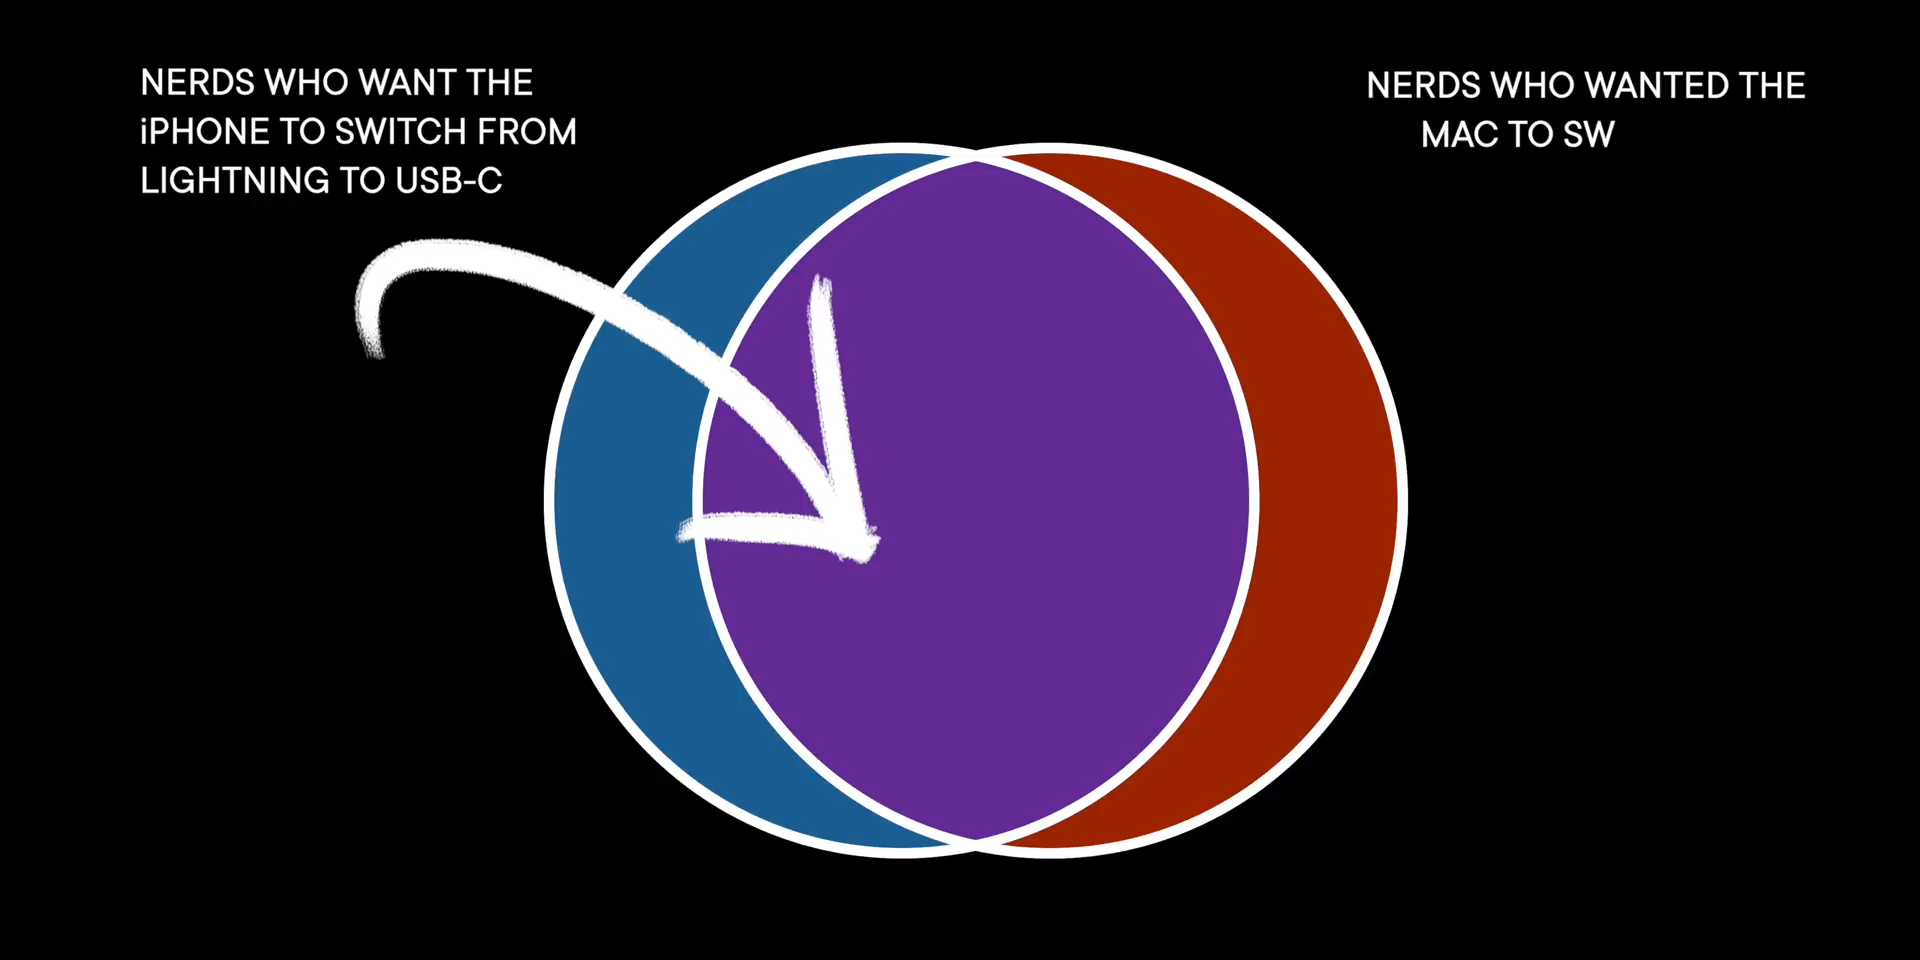 NERDS WHO WANT THE
iPHONE TO SWITCH FROM
LIGHTNING TO USB-C
NERDS WHO WANTED THE
MAC TO SW